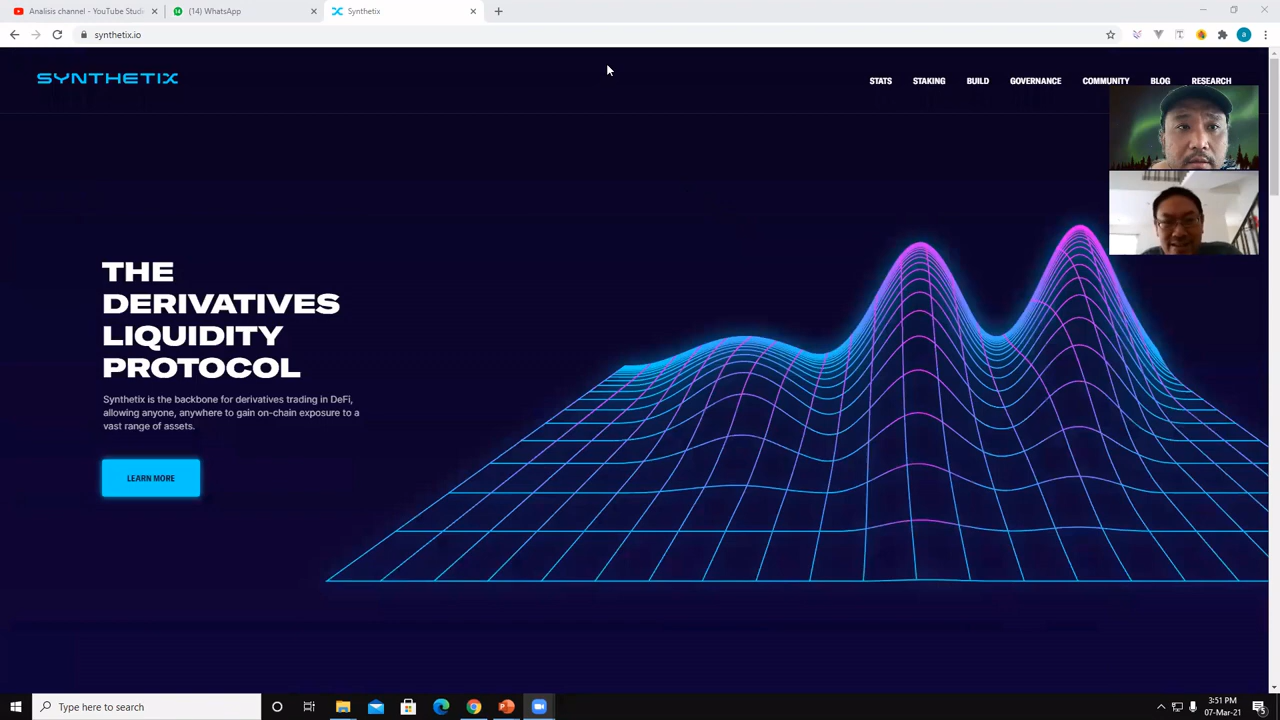 Analisis channel - YouTube Studi
(14) WhatsApp
Synthetix
synthetix.io
SYNTHETIX
STATS
STAKING
BUILD
GOVERNANCE
COMMUNITY
BLOG
RESEARCH
THE
DERIVATIVES
LIQUIDITY
PROTOCOL
Synthetix is the backbone for derivatives trading in DeFi,
allowing anyone, anywhere to gain on-chain exposure to a
vast range of assets.
LEARN MORE
Type here to search
3:51 PM
07-Mar-21